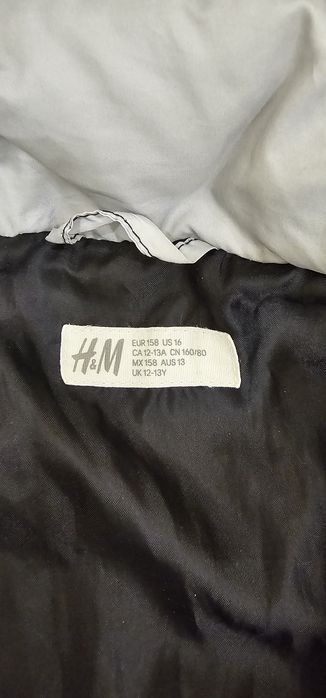 H&M
EUR 158 US 16
CA 12-13A CN 160/80
MX 158 AUS 13
UK 12-13Y